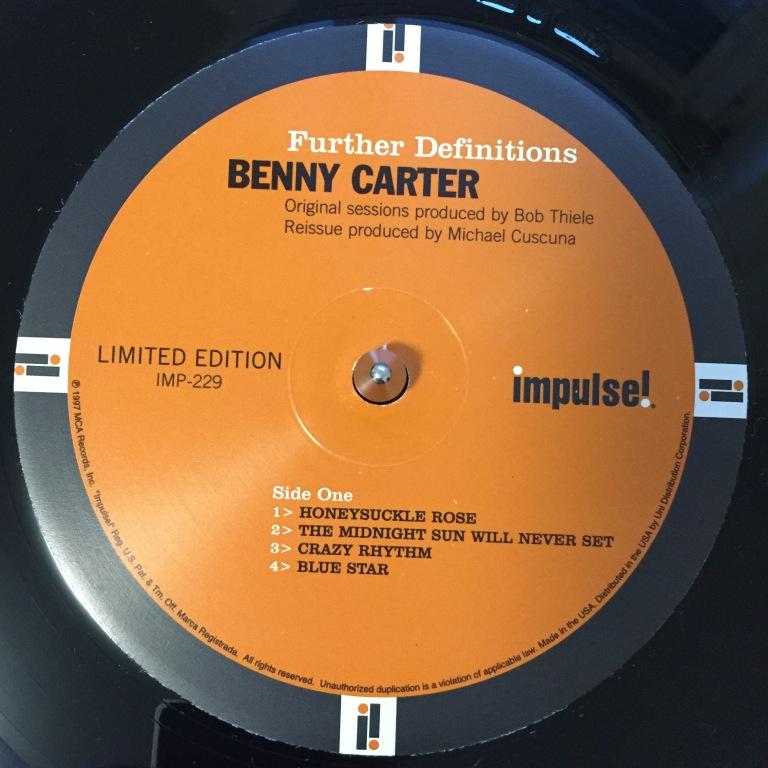 Further Definitions
BENNY CARTER
Original sessions produced by Bob Thiele
Reissue produced by Michael Cuscuna
LIMITED EDITION
IMP-229
impulse!
Side One
1> HONEYSUCKLE ROSE
2> THE MIDNIGHT SUN WILL NEVER SET
3> CRAZY RHYTHM
4> BLUE STAR
℗ 1997 MCA Records, Inc. "Impulse!" Reg. U.S. Pat. & Tm. Off. Marca Registrada. All rights reserved. Unauthorized duplication is a violation of applicable law. Made in the USA. Distributed in the USA by Uni Distribution Corporation.